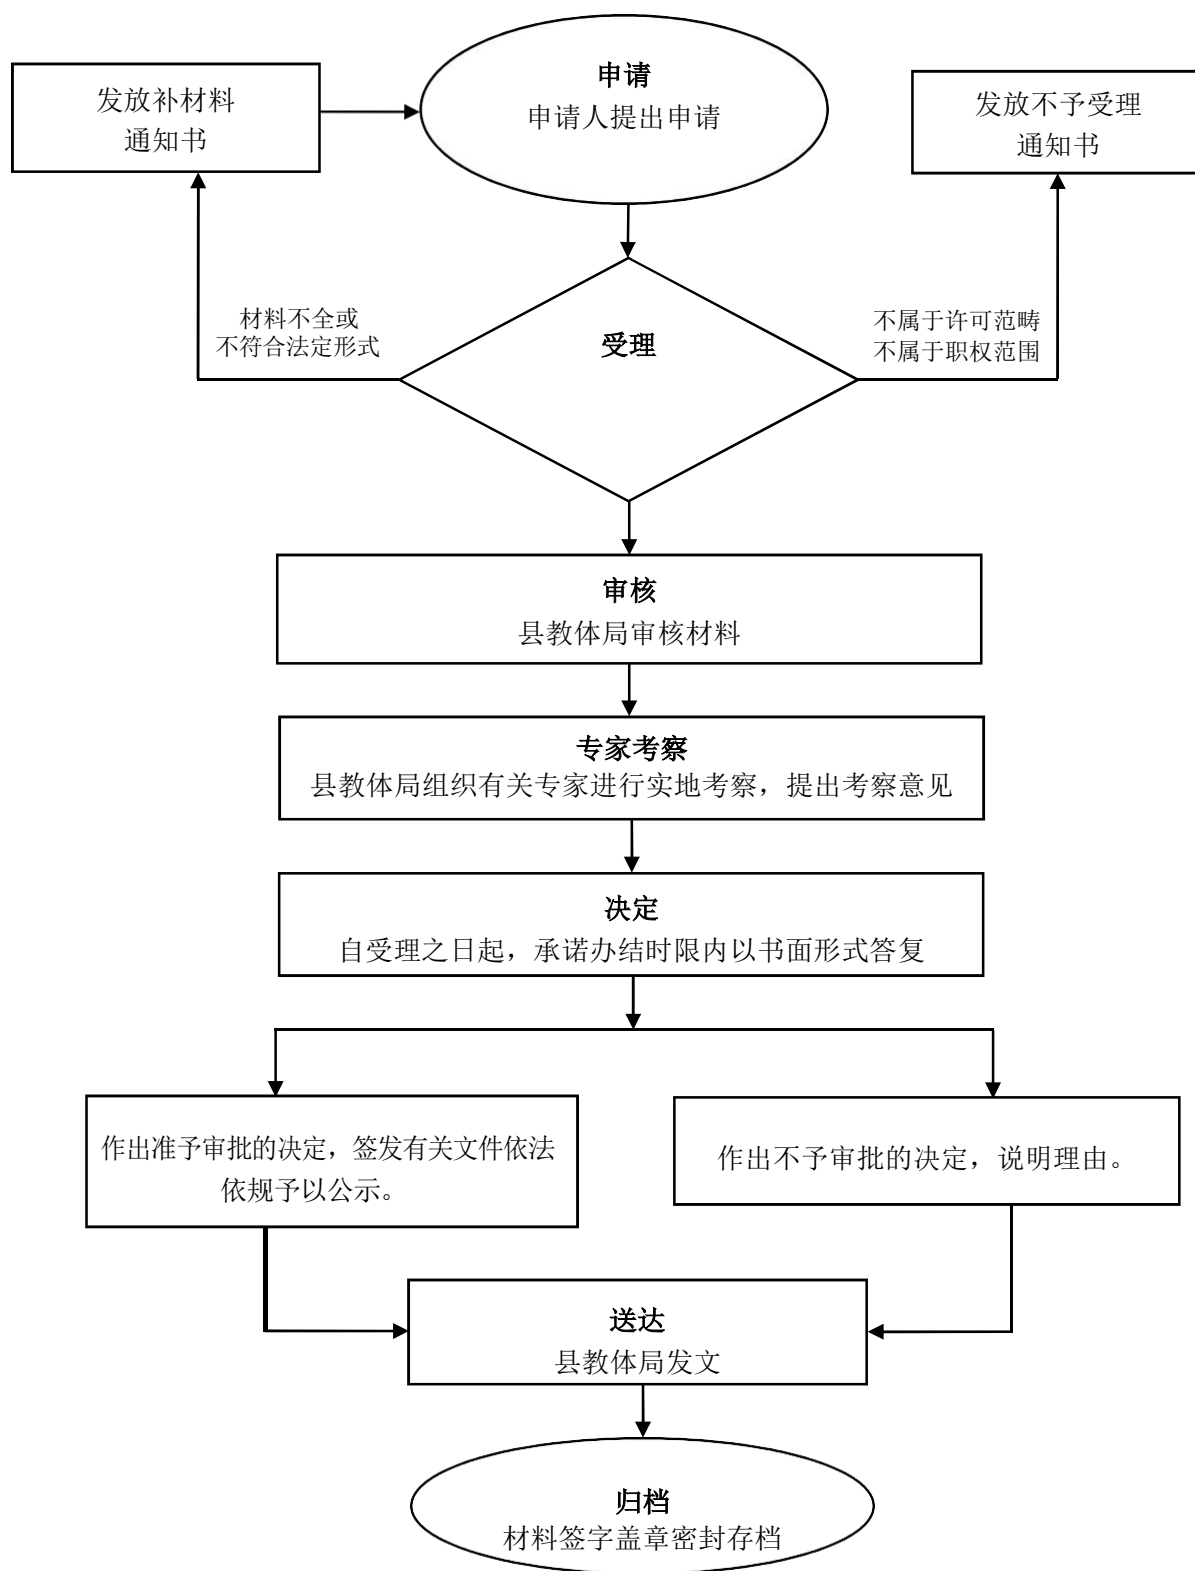 申请
申请人提出申请
发放补材料
通知书
发放不予受理
通知书
材料不全或
不符合法定形式
受理
不属于许可范畴
不属于职权范围
审核
县教体局审核材料
专家考察
县教体局组织有关专家进行实地考察，提出考察意见
决定
自受理之日起，承诺办结时限内以书面形式答复
作出准予审批的决定，签发有关文件依法
依规予以公示。
作出不予审批的决定，说明理由。
送达
县教体局发文
归档
材料签字盖章密封存档